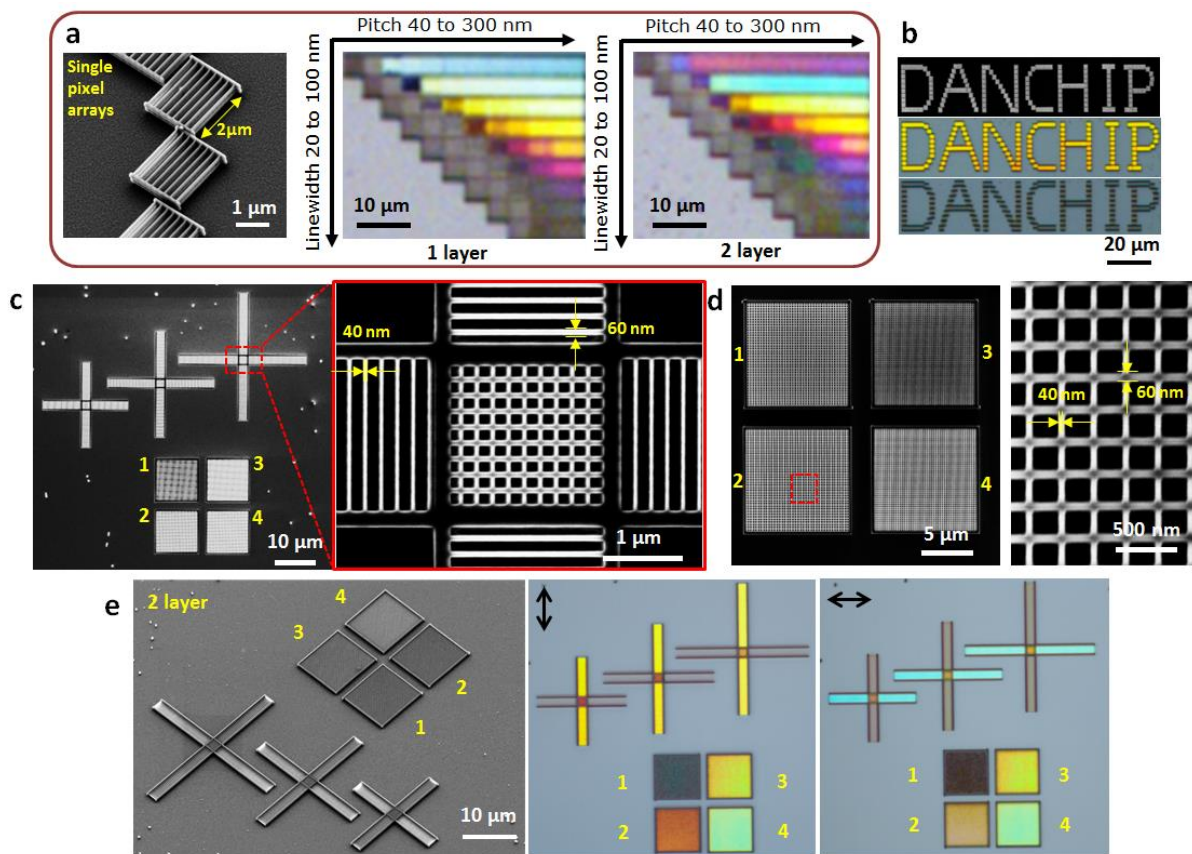 a
Single
pixel
arrays
2µm
1 µm
Pitch 40 to 300 nm
Linewidth 20 to 100 nm
10 µm
1 layer
Pitch 40 to 300 nm
Linewidth 20 to 100 nm
10 µm
2 layer
b
DANCHIP
DANCHIP
DANCHIP
20 µm
c
1
3
2
4
10 µm
40 nm
60 nm
1 µm
d
1
3
2
4
5 µm
40 nm
60 nm
500 nm
e
2 layer
4
3
2
1
10 µm
1
3
2
4
1
3
2
4